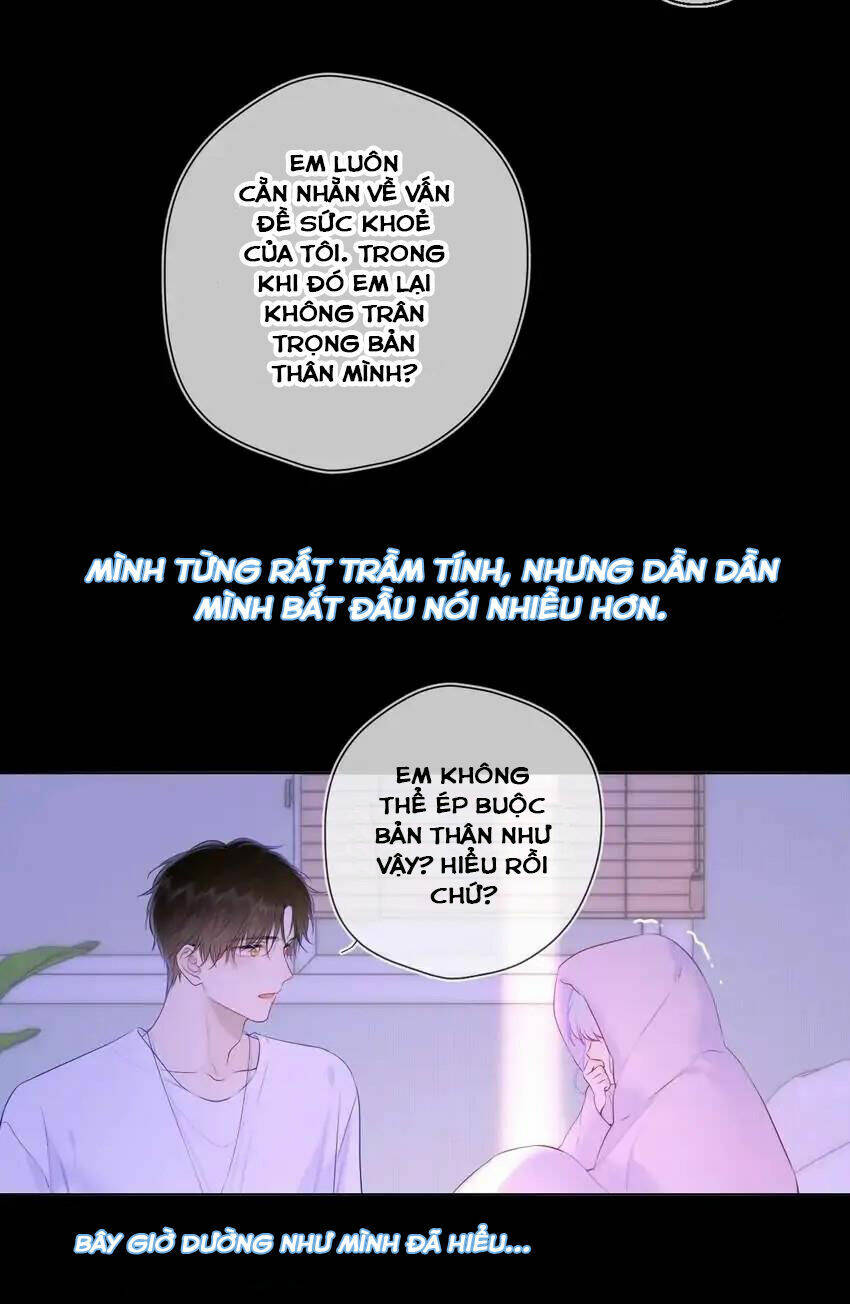 EM LUÔN
CẰN NHẰN VỀ VẤN
ĐỀ SỨC KHOẺ
CỦA TÔI. TRONG
KHI ĐÓ EM LẠI
KHÔNG TRÂN
TRỌNG BẢN
THÂN MÌNH?
MÌNH TỪNG RẤT TRẦM TÍNH, NHƯNG DẦN DẦN
MÌNH BẮT ĐẦU NÓI NHIỀU HƠN.
EM KHÔNG
THỂ ÉP BUỘC
BẢN THÂN NHƯ
VẬY? HIỂU RỒI
CHỨ?
BÂY GIỜ DƯỜNG NHƯ MÌNH ĐÃ HIỂU...